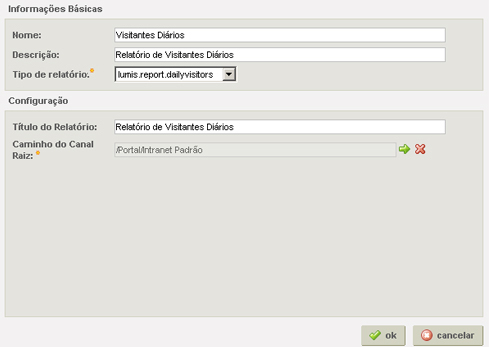 Informações Básicas
Nome: Visitantes Diários
Descrição: Relatório de Visitantes Diários
Tipo de relatório: lumis.report.dailyvisitors
Configuração
Título do Relatório: Relatório de Visitantes Diários
Caminho do Canal
Raiz: /Portal/Intranet Padrão
ok cancelar